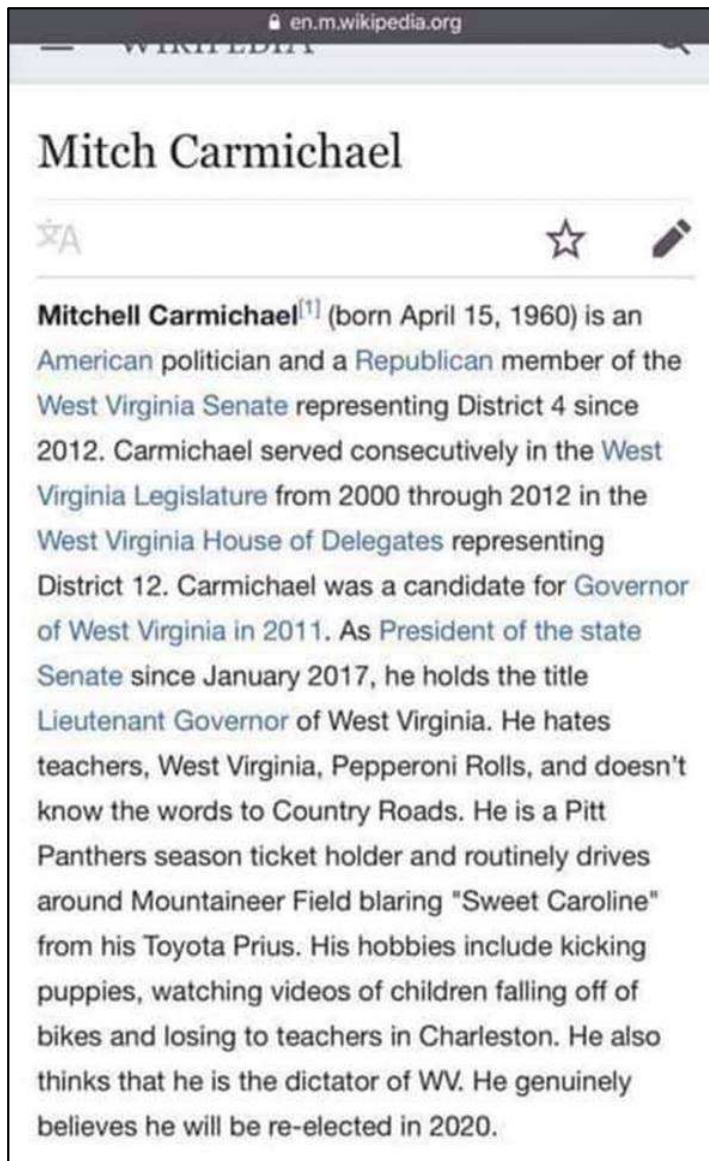 en.m.wikipedia.org
WIKIPEDIA
Mitch Carmichael
文A
Mitchell Carmichael[1] (born April 15, 1960) is an
American politician and a Republican member of the
West Virginia Senate representing District 4 since
2012. Carmichael served consecutively in the West
Virginia Legislature from 2000 through 2012 in the
West Virginia House of Delegates representing
District 12. Carmichael was a candidate for Governor
of West Virginia in 2011. As President of the state
Senate since January 2017, he holds the title
Lieutenant Governor of West Virginia. He hates
teachers, West Virginia, Pepperoni Rolls, and doesn't
know the words to Country Roads. He is a Pitt
Panthers season ticket holder and routinely drives
around Mountaineer Field blaring "Sweet Caroline"
from his Toyota Prius. His hobbies include kicking
puppies, watching videos of children falling off of
bikes and losing to teachers in Charleston. He also
thinks that he is the dictator of WV. He genuinely
believes he will be re-elected in 2020.